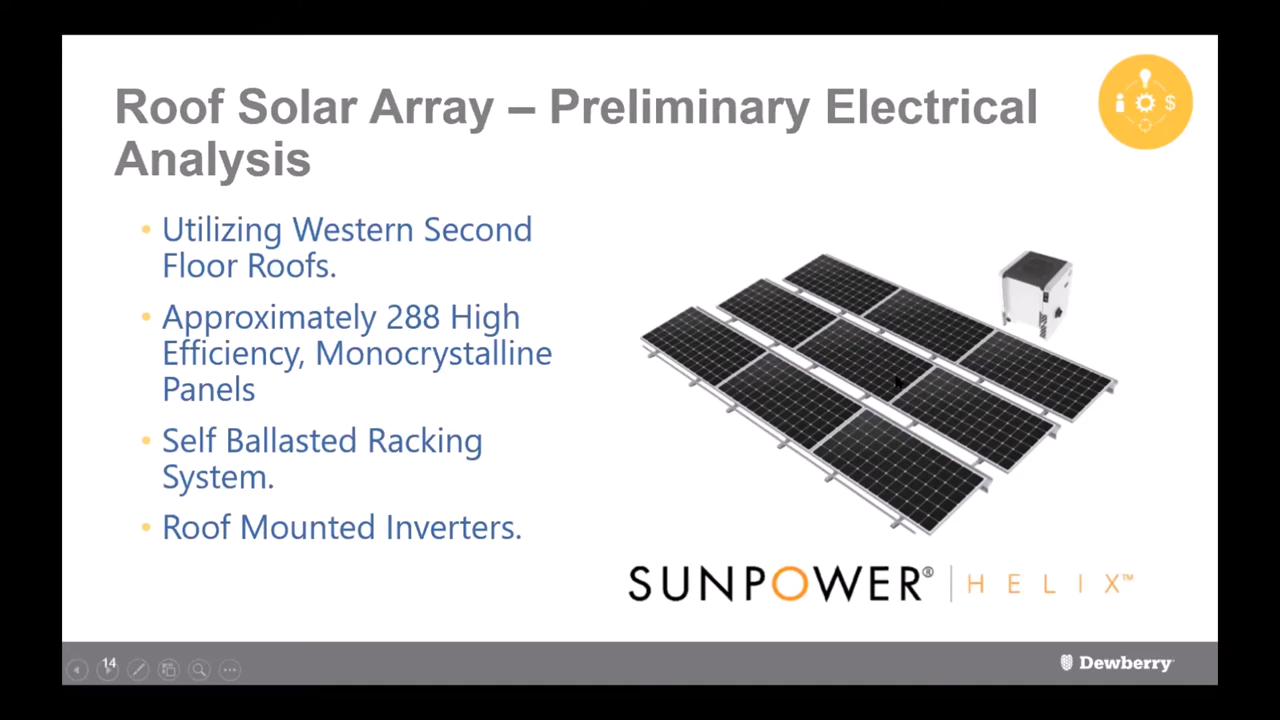 Roof Solar Array – Preliminary Electrical
Analysis
$
• Utilizing Western Second
Floor Roofs.
• Approximately 288 High
Efficiency, Monocrystalline
Panels
• Self Ballasted Racking
System.
• Roof Mounted Inverters.
SUNPOWER® | HELIX™
14
Dewberry